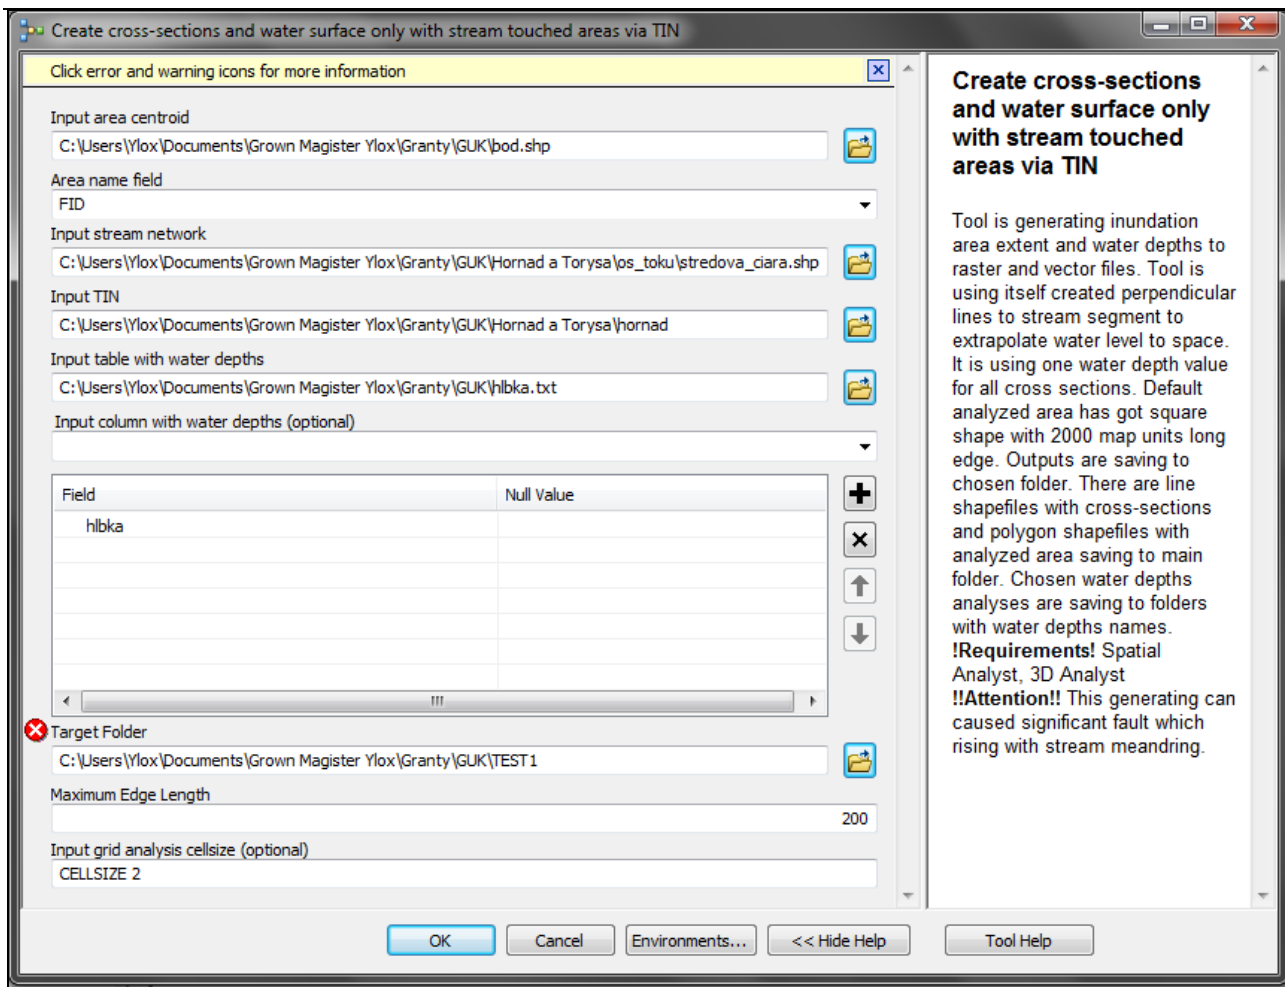 Create cross-sections and water surface only with stream touched areas via TIN
Click error and warning icons for more information
Input area centroid
C:\Users\Ylox\Documents\Grown Magister Ylox\Granty\GUK\bod.shp
Area name field
FID
Input stream network
C:\Users\Ylox\Documents\Grown Magister Ylox\Granty\GUK\Hornad a Torysa\os_toku\stredova_ciara.shp
Input TIN
C:\Users\Ylox\Documents\Grown Magister Ylox\Granty\GUK\Hornad a Torysa\hornad
Input table with water depths
C:\Users\Ylox\Documents\Grown Magister Ylox\Granty\GUK\hlbka.txt
Input column with water depths (optional)
Field Null Value
hlbka
Target Folder
C:\Users\Ylox\Documents\Grown Magister Ylox\Granty\GUK\TEST1
Maximum Edge Length
200
Input grid analysis cellsize (optional)
CELLSIZE 2
OK Cancel Environments... << Hide Help Tool Help
Create cross-sections
and water surface only
with stream touched
areas via TIN
Tool is generating inundation
area extent and water depths to
raster and vector files. Tool is
using itself created perpendicular
lines to stream segment to
extrapolate water level to space.
It is using one water depth value
for all cross sections. Default
analyzed area has got square
shape with 2000 map units long
edge. Outputs are saving to
chosen folder. There are line
shapefiles with cross-sections
and polygon shapefiles with
analyzed area saving to main
folder. Chosen water depths
analyses are saving to folders
with water depths names.
!Requirements! Spatial
Analyst, 3D Analyst
!!Attention!! This generating can
caused significant fault which
rising with stream meandring.